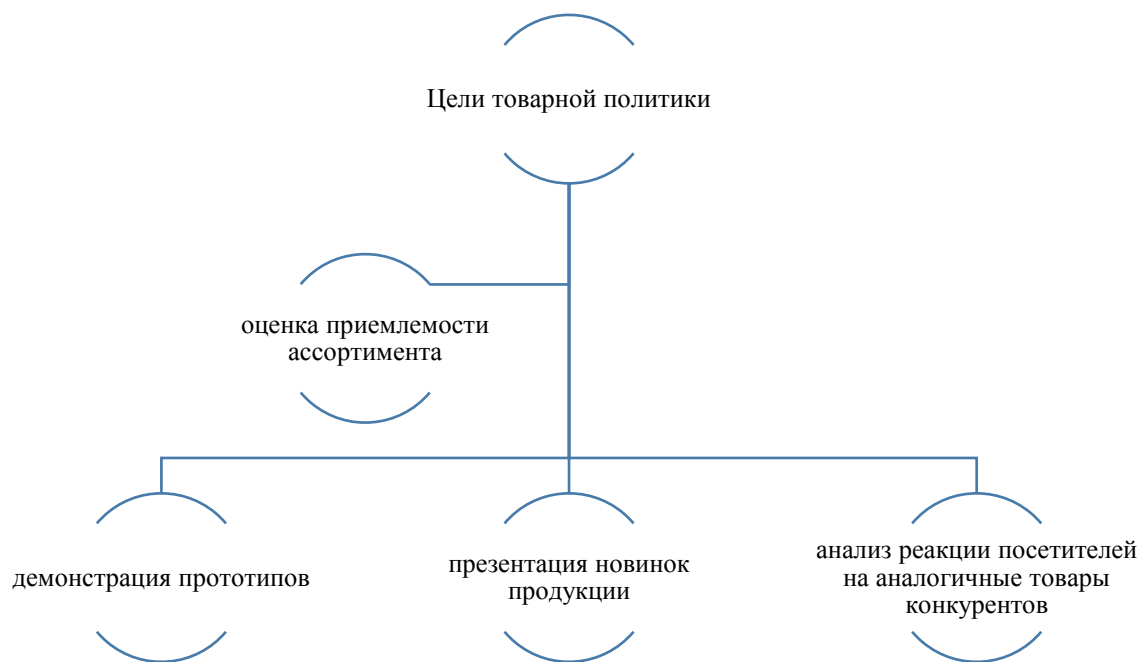 Цели товарной политики
оценка приемлемости
ассортимента
демонстрация прототипов
презентация новинок
продукции
анализ реакции посетителей
на аналогичные товары
конкурентов